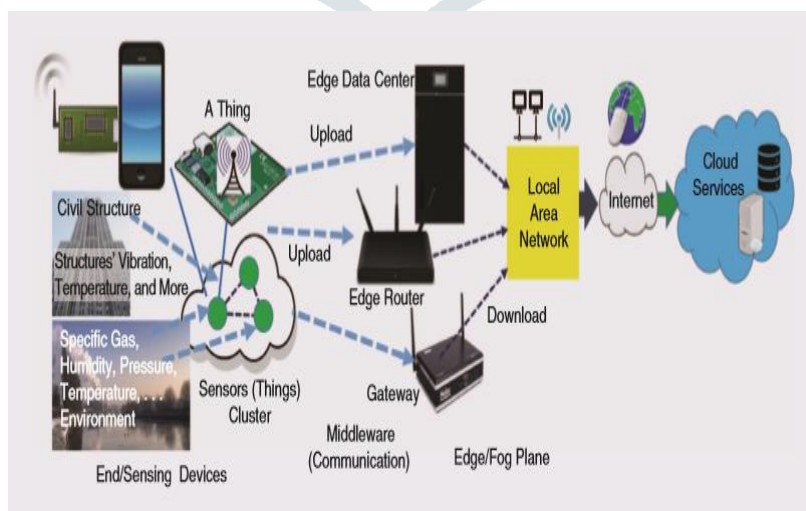 A Thing
Edge Data Center
Upload
Civil Structure
Structures' Vibration,
Temperature, and More
Upload
Edge Router
Local
Area
Network
Internet
Cloud
Services
Download
Specific Gas,
Humidity, Pressure,
Temperature, . . .
Environment
Sensors (Things)
Cluster
Gateway
Middleware
(Communication)
Edge/Fog Plane
End/Sensing Devices